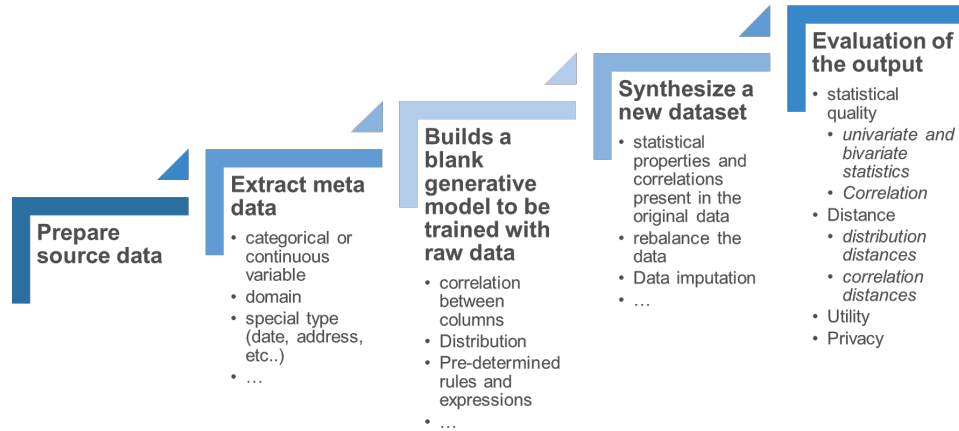 Prepare
source data
Extract meta
data
• categorical or
continuous
variable
• domain
• special type
(date, address,
etc..)
• …
Builds a
blank
generative
model to be
trained with
raw data
• correlation
between
columns
• Distribution
• Pre-determined
rules and
expressions
• …
Synthesize a
new dataset
• statistical
properties and
correlations
present in the
original data
• rebalance the
data
• Data imputation
• …
Evaluation of
the output
• statistical
quality
• univariate and
bivariate
statistics
• Correlation
• Distance
• distribution
distances
• correlation
distances
• Utility
• Privacy